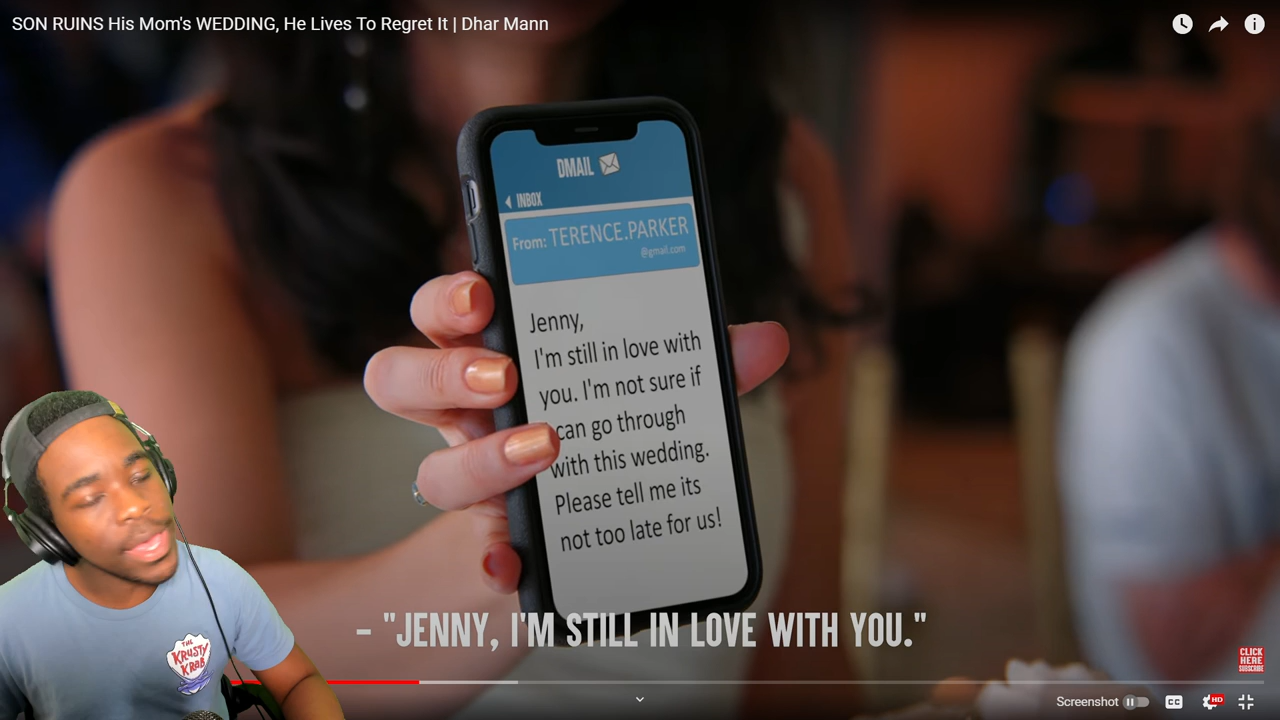 SON RUINS His Mom's WEDDING, He Lives To Regret It | Dhar Mann
DMAIL
INBOX
From: TERENCE.PARKER
@gmail.com
Jenny,
I'm still in love with
you. I'm not sure if
can go through
with this wedding.
Please tell me its
not too late for us!
THE
KRUSTY
KRAB
- "JENNY, I'M STILL IN LOVE WITH YOU."
CLICK
HERE
SUBSCRIBE
Screenshot
CC
HD